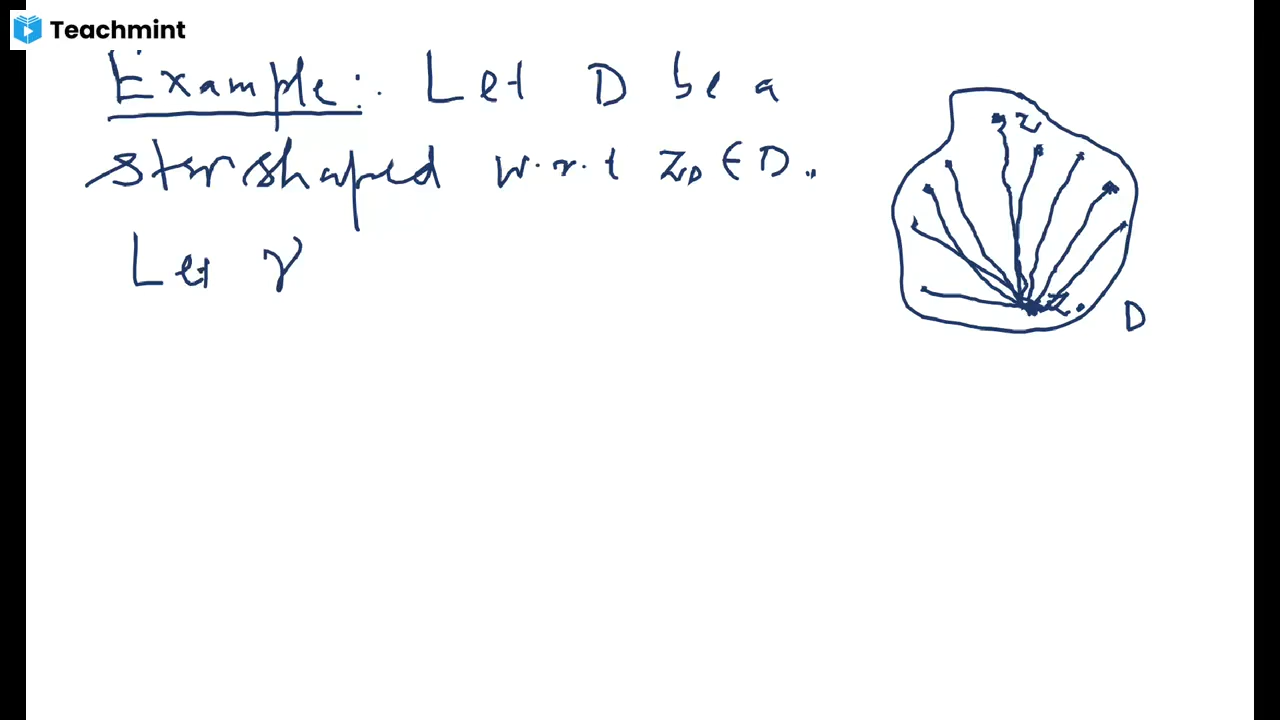 Teachmint
Example: Let D be a
starshaped w.r.t z₀ ∈ D.
Let γ
z
z₀
D